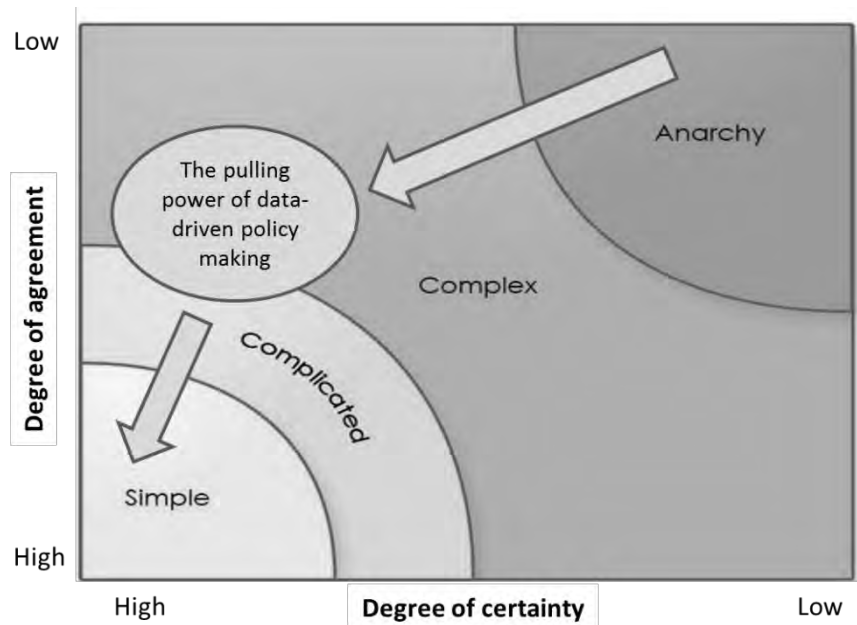 Low
Anarchy
The pulling
power of data-
driven policy
making
Degree of agreement
Complex
Complicated
Simple
High
High
Degree of certainty
Low